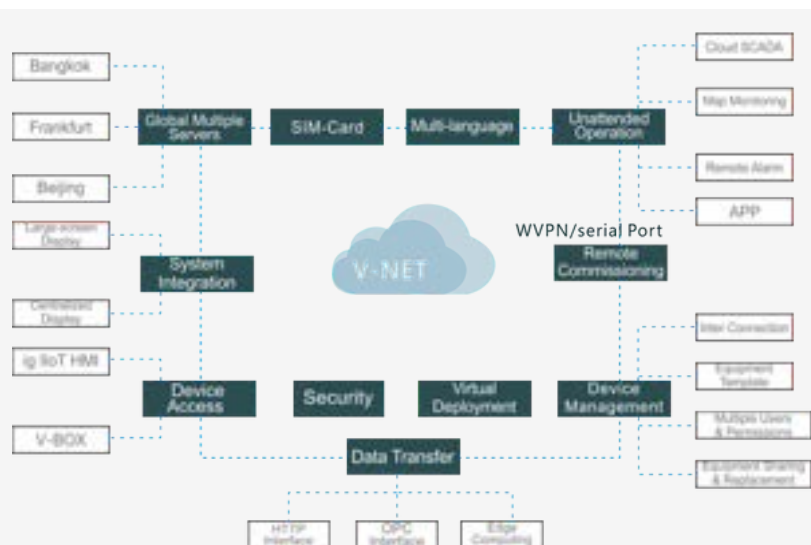 Cloud SCADA
Bangkok
Map Monitoring
Global Multiple
Servers
SIM-Card
Multi-language
Unattended
Operation
Frankfurt
Remote Alarm
Beijing
APP
Large-screen
Display
WVPN/serial Port
Remote
Commissioning
System
Integration
V-NET
Centralized
Display
Inter Connection
ig IIoT HMI
Equipment
Template
Device
Access
Security
Virtual
Deployment
Device
Management
Multiple Users
& Permissions
V-BOX
Data Transfer
Equipment Sharing
& Replacement
HTTP
Interface
OPC
Interface
Edge
Computing